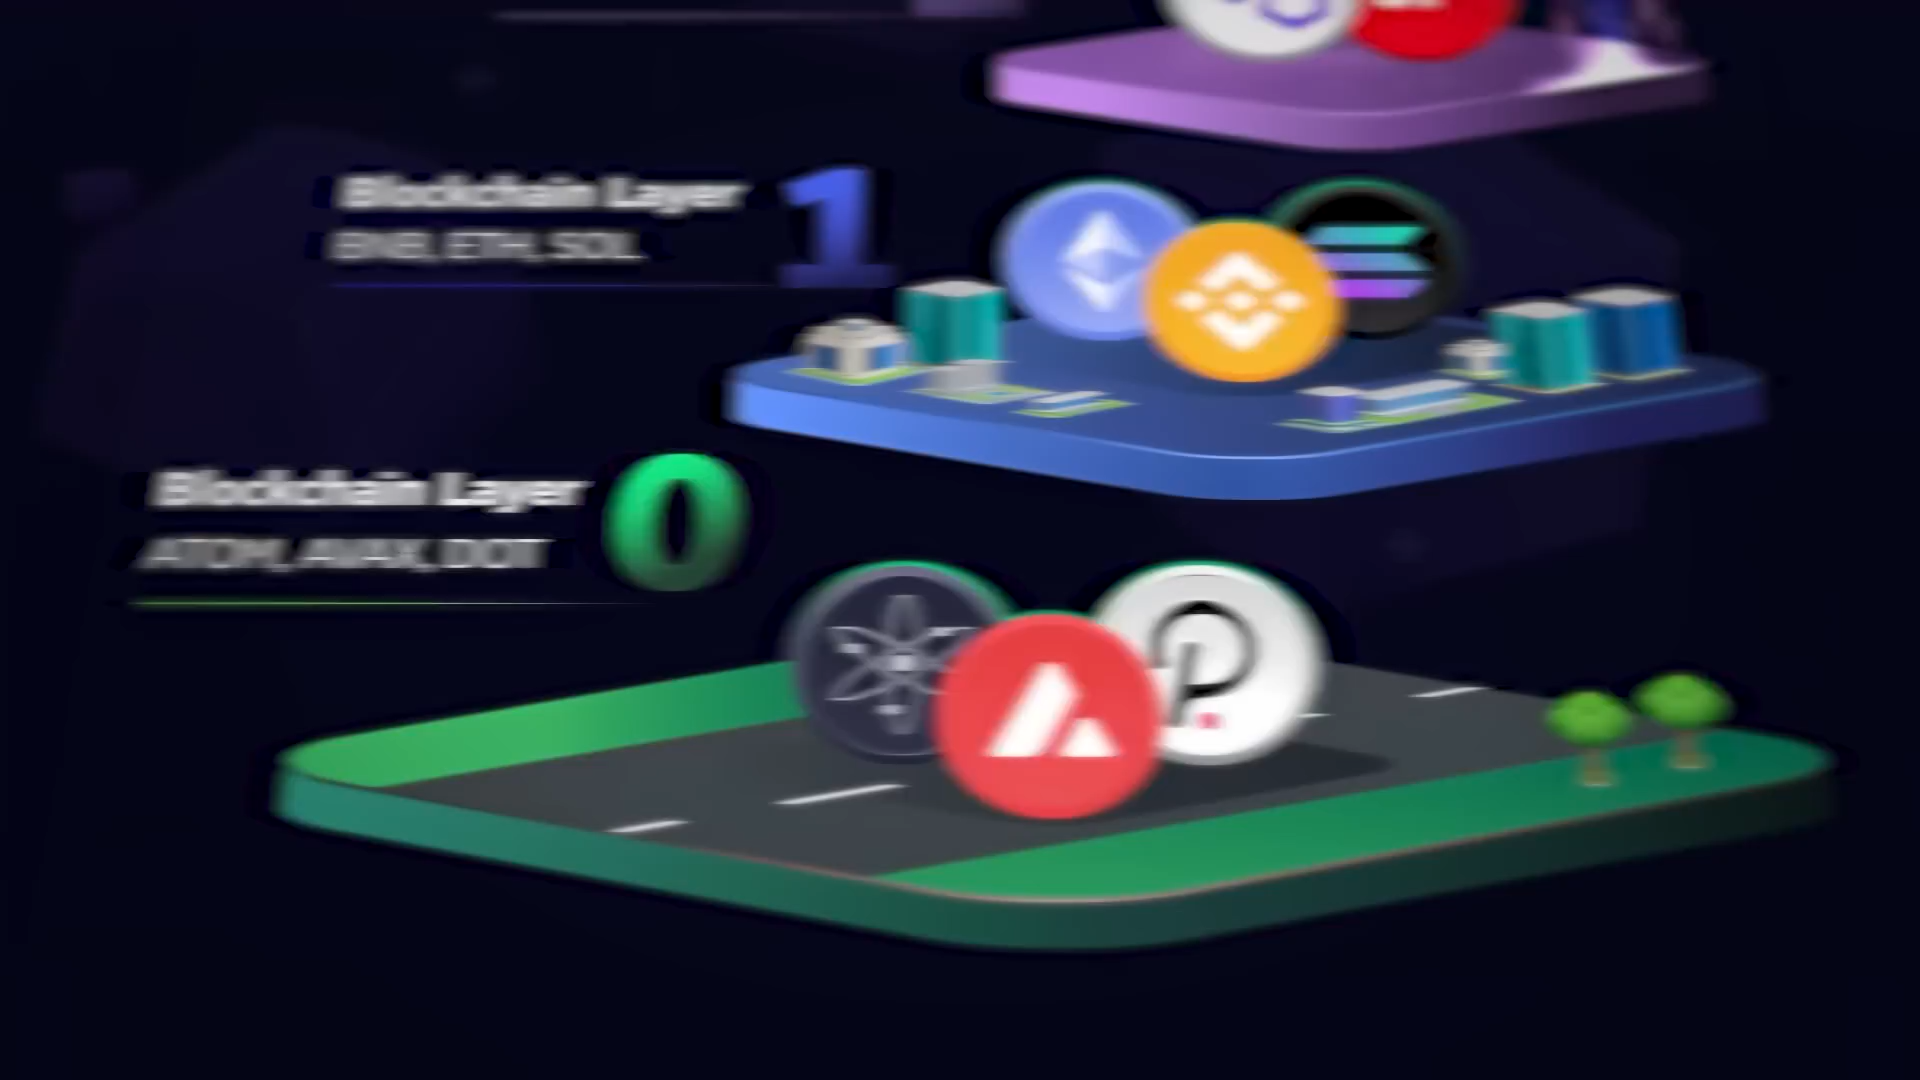 Blockchain Layer 1
BNB, ETH, SOL
Blockchain Layer 0
ATOM, AVAX, DOT